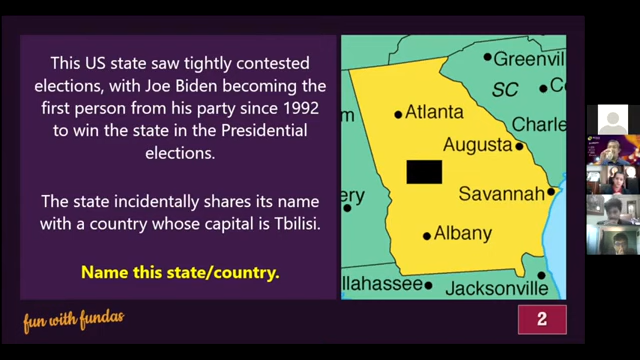 This US state saw tightly contested
elections, with Joe Biden becoming the
first person from his party since 1992
to win the state in the Presidential
elections.
The state incidentally shares its name
with a country whose capital is Tbilisi.
Name this state/country.
fun with fundas
Greenvil
SC
C
Atlanta
m
Charle
Augusta
ery
Savannah
Albany
llahassee
Jacksonville
2